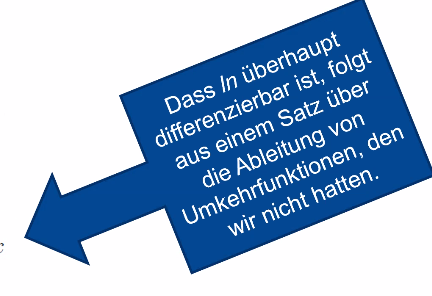 Dass ln überhaupt
differenzierbar ist, folgt
aus einem Satz über
die Ableitung von
Umkehrfunktionen, den
wir nicht hatten.